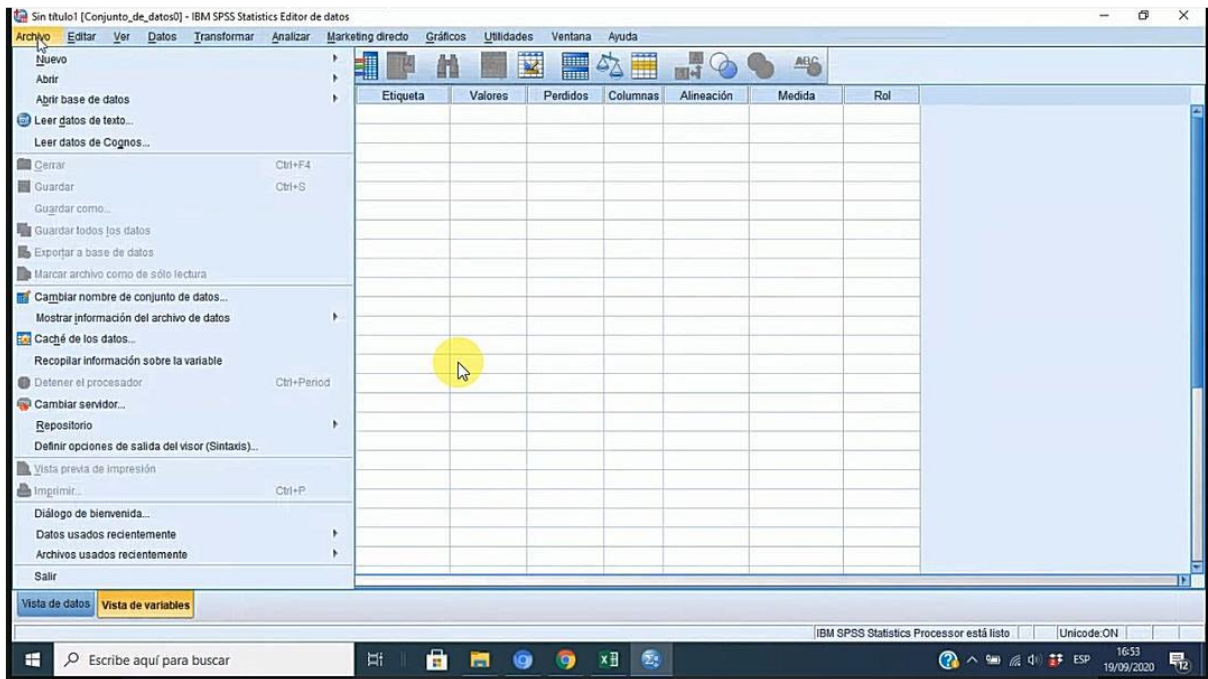 Sin título1 [Conjunto_de_datos0] - IBM SPSS Statistics Editor de datos
Archivo Editar Ver Datos Transformar Analizar Marketing directo Gráficos Utilidades Ventana Ayuda
Nuevo
Abrir
Abrir base de datos
Leer datos de texto...
Leer datos de Cognos...
Cerrar Ctrl+F4
Guardar Ctrl+S
Guardar como...
Guardar todos los datos
Exportar a base de datos
Marcar archivo como de sólo lectura
Cambiar nombre de conjunto de datos...
Mostrar información del archivo de datos
Caché de los datos...
Recopilar información sobre la variable
Detener el procesador Ctrl+Period
Cambiar servidor...
Repositorio
Definir opciones de salida del visor (Sintaxis)...
Vista previa de impresión
Imprimir... Ctrl+P
Diálogo de bienvenida...
Datos usados recientemente
Archivos usados recientemente
Salir
ABC
Etiqueta Valores Perdidos Columnas Alineación Medida Rol
Vista de datos Vista de variables
IBM SPSS Statistics Processor está listo Unicode:ON
Escribe aquí para buscar
ESP
16:53
19/09/2020
12